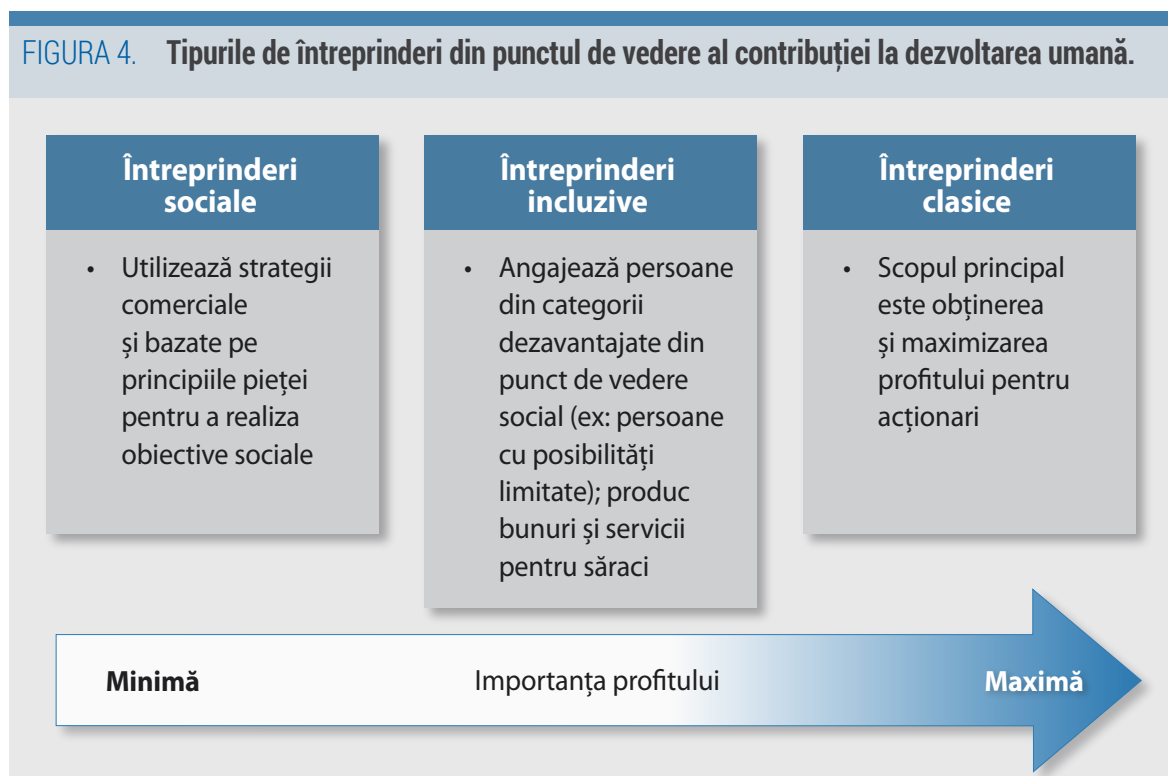 FIGURA 4. Tipurile de întreprinderi din punctul de vedere al contribuției la dezvoltarea umană.
Întreprinderi
sociale
• Utilizează strategii
comerciale
și bazate pe
principiile pieței
pentru a realiza
obiective sociale
Întreprinderi
incluzive
• Angajează persoane
din categorii
dezavantajate din
punct de vedere
social (ex: persoane
cu posibilități
limitate); produc
bunuri și servicii
pentru săraci
Întreprinderi
clasice
• Scopul principal
este obținerea
și maximizarea
profitului pentru
acționari
Minimă Importanța profitului Maximă